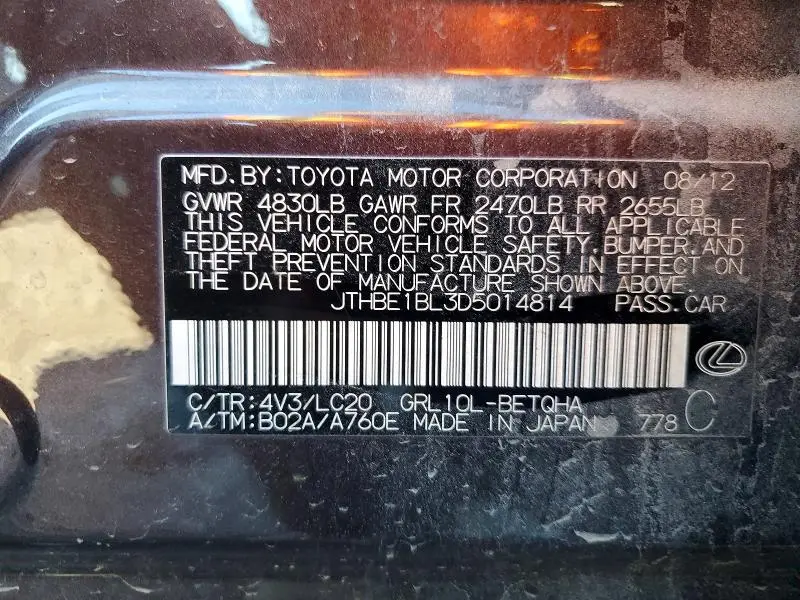 MFD.BY:TOYOTA MOTOR CORPORATION 08/12
GVWR 4830LB GAWR FR 2470LB RR 2655LB
THIS VEHICLE CONFORMS TO ALL APPLICABLE
FEDERAL MOTOR VEHICLE SAFETY,BUMPER,AND
THEFT PREVENTION STANDARDS IN EFFECT ON
THE DATE OF MANUFACTURE SHOWN ABOVE.
JTHBE1BL3D5014814 PASS.CAR
C/TR:4V3/LC20 GRL10L-BETQHA
A/TM:B02A/A760E MADE IN JAPAN 778 C